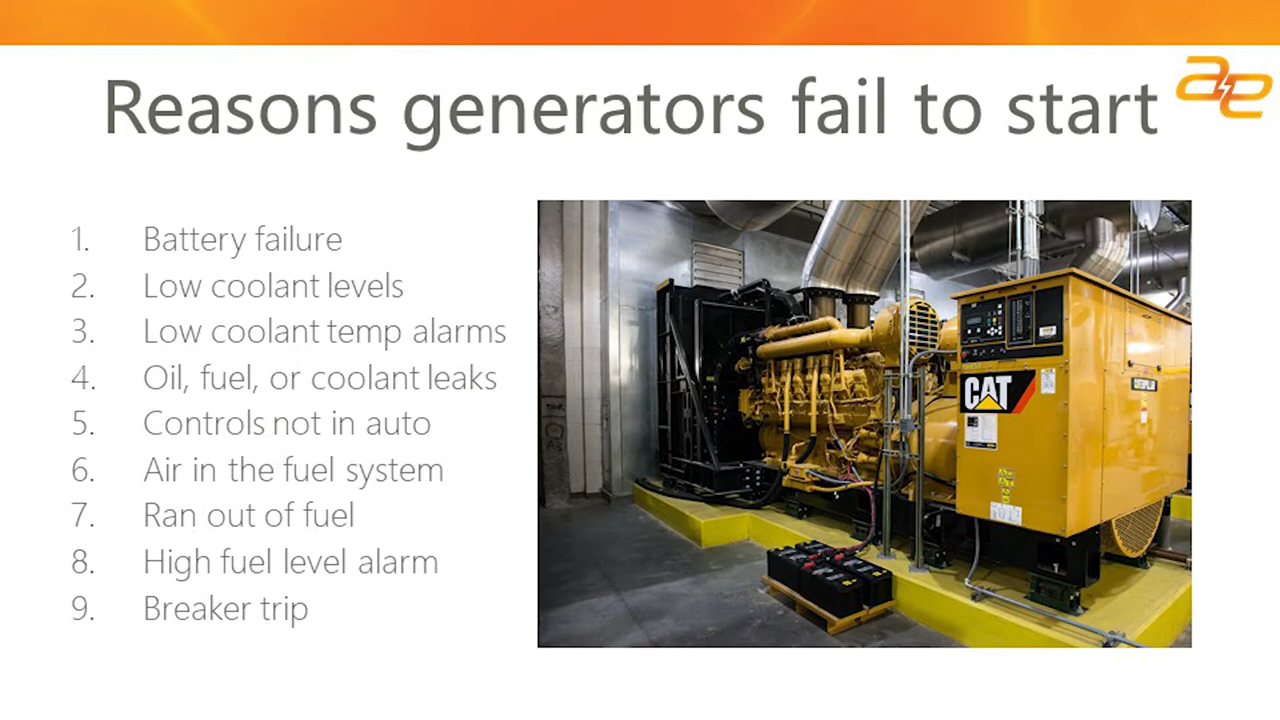 Reasons generators fail to start
ae
1. Battery failure
2. Low coolant levels
3. Low coolant temp alarms
4. Oil, fuel, or coolant leaks
5. Controls not in auto
6. Air in the fuel system
7. Ran out of fuel
8. High fuel level alarm
9. Breaker trip
CAT
CATERPILLAR